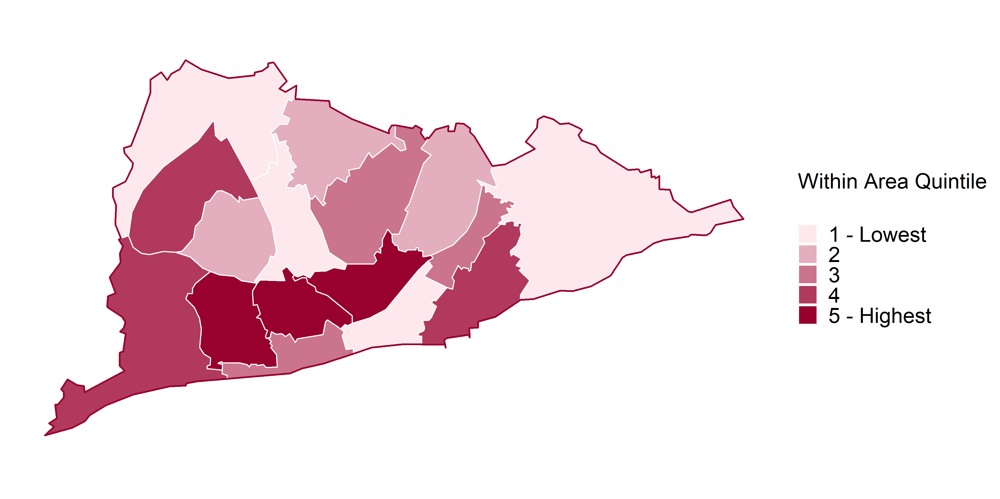 Within Area Quintile
1 - Lowest
2
3
4
5 - Highest